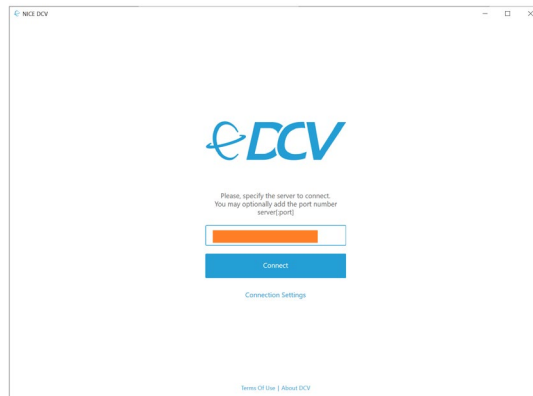 NICE DCV
DCV
Please, specify the server to connect.
You may optionally add the port number
server[:port]
Connect
Connection Settings
Terms Of Use | About DCV